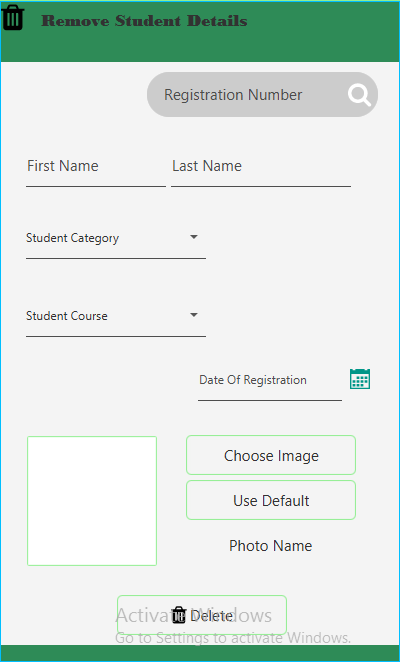 Remove Student Details
Registration Number
First Name Last Name
Student Category
Student Course
Date Of Registration
Choose Image
Use Default
Photo Name
Delete
Activate Windows
Go to Settings to activate Windows.